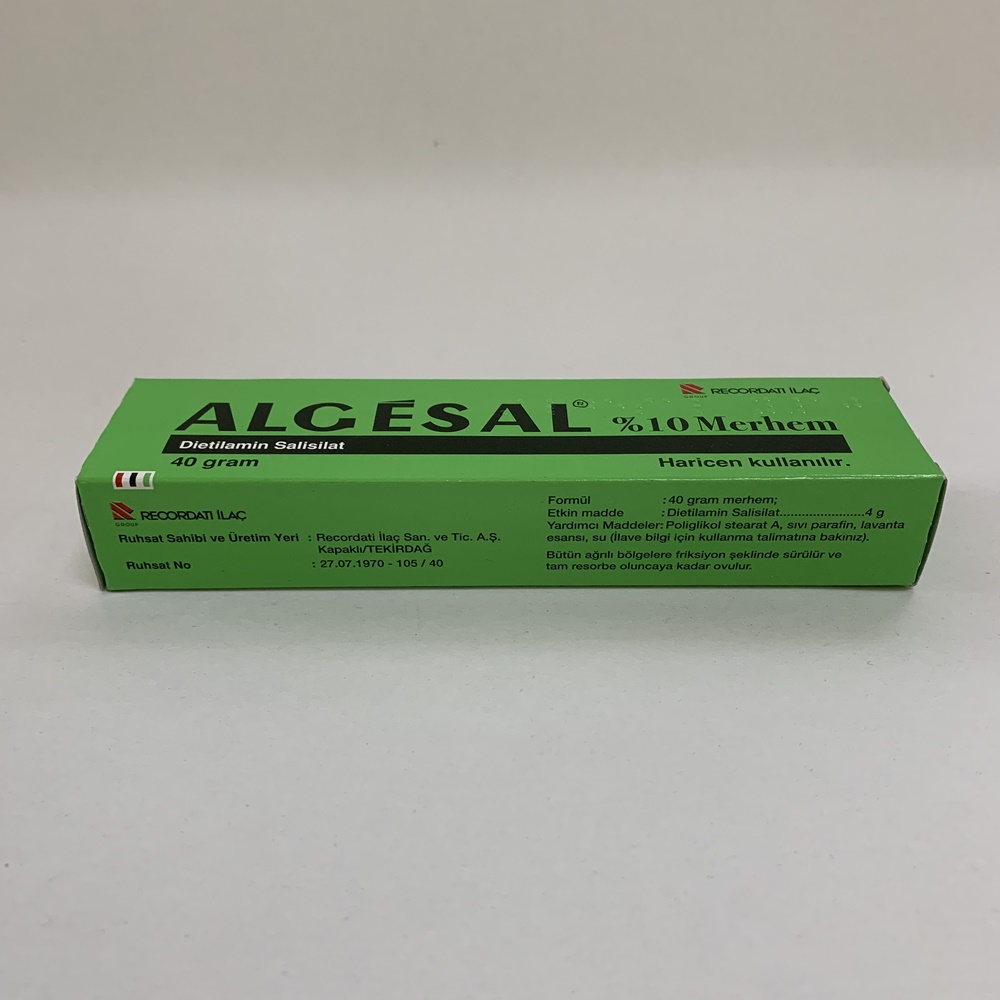 RECORDATI İLAÇ
GROUP
ALGÉSAL® %10 Merhem
Dietilamin Salisilat
40 gram
Haricen kullanılır.
RECORDATI İLAÇ
GROUP
Ruhsat Sahibi ve Üretim Yeri : Recordati İlaç San. ve Tic. A.Ş.
Kapaklı/TEKİRDAĞ
Ruhsat No : 27.07.1970 - 105 / 40
Formül : 40 gram merhem;
Etkin madde : Dietilamin Salisilat.......................4 g
Yardımcı Maddeler: Poliglikol stearat A, sıvı parafin, lavanta
esansı, su (İlave bilgi için kullanma talimatına bakınız).
Bütün ağrılı bölgelere friksiyon şeklinde sürülür ve
tam resorbe oluncaya kadar ovulur.